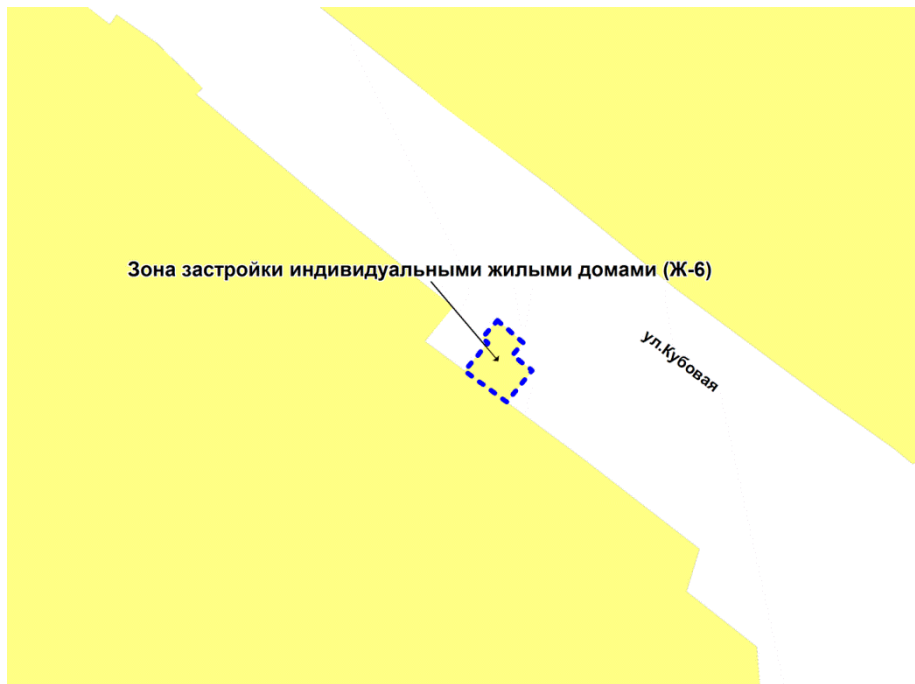 Зона застройки индивидуальными жилыми домами (Ж-6)
ул.Кубовая